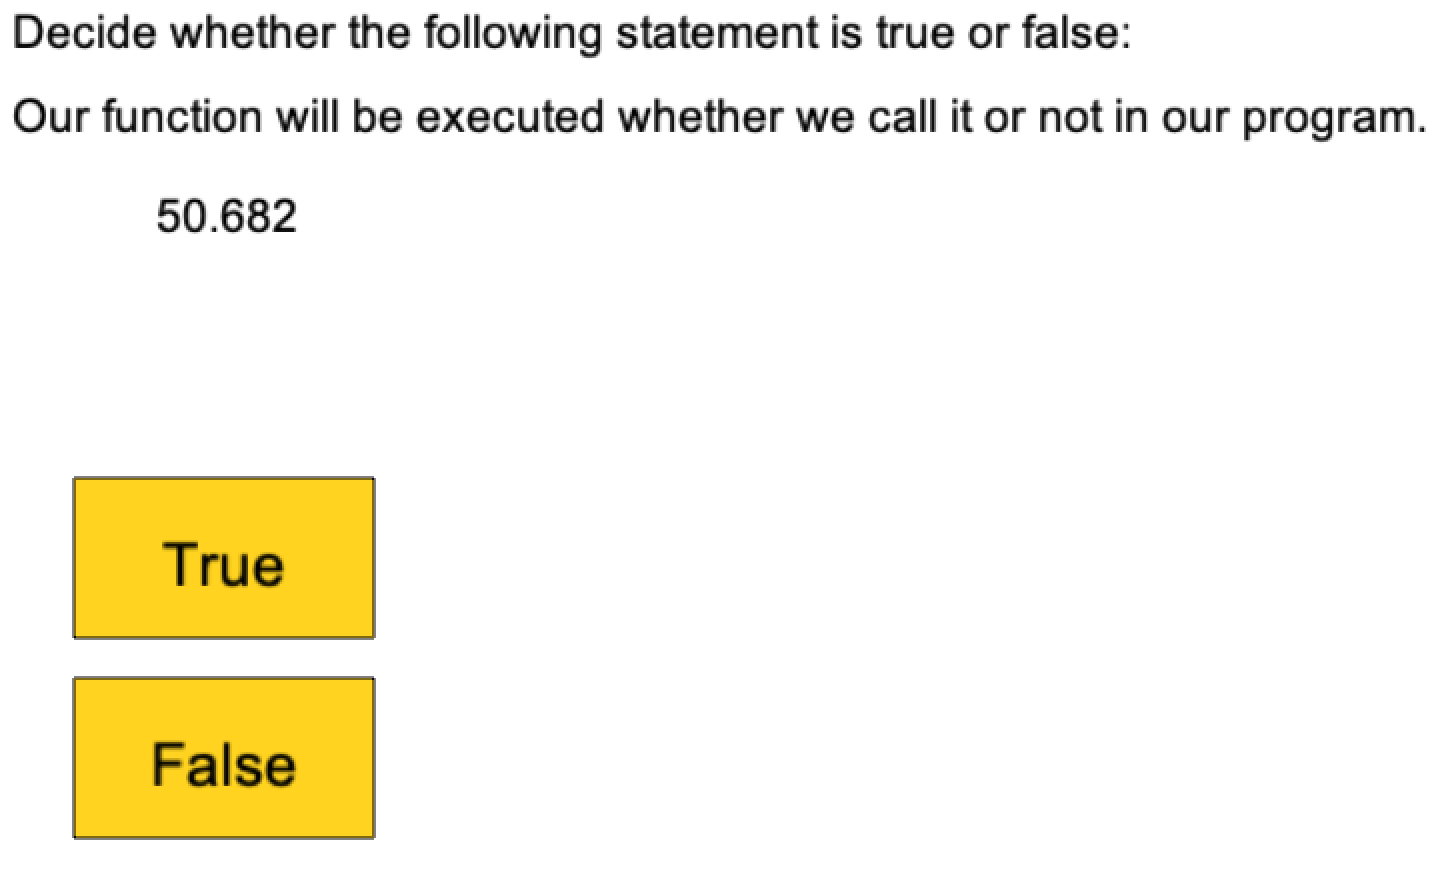 Decide whether the following statement is true or false:
Our function will be executed whether we call it or not in our program.
50.682
True
False